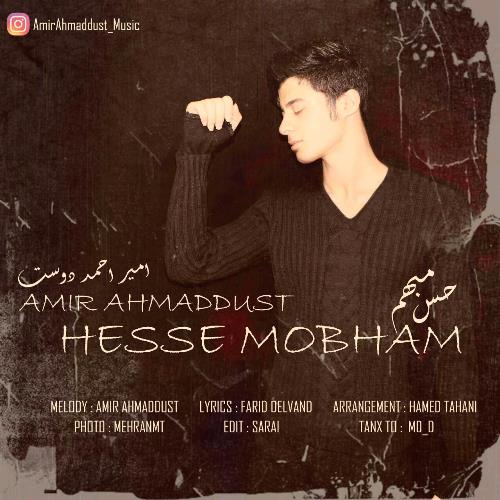 AmirAhmaddust_Music
امیر احمد دوست
AMIR AHMADDUST
حس مبهم
HESSE MOBHAM
MELODY : AMIR AHMADDUST LYRICS : FARID DELVAND ARRANGEMENT : HAMED TAHANI
PHOTO : MEHRANMT EDIT : SARAI TANX TO : MO_D